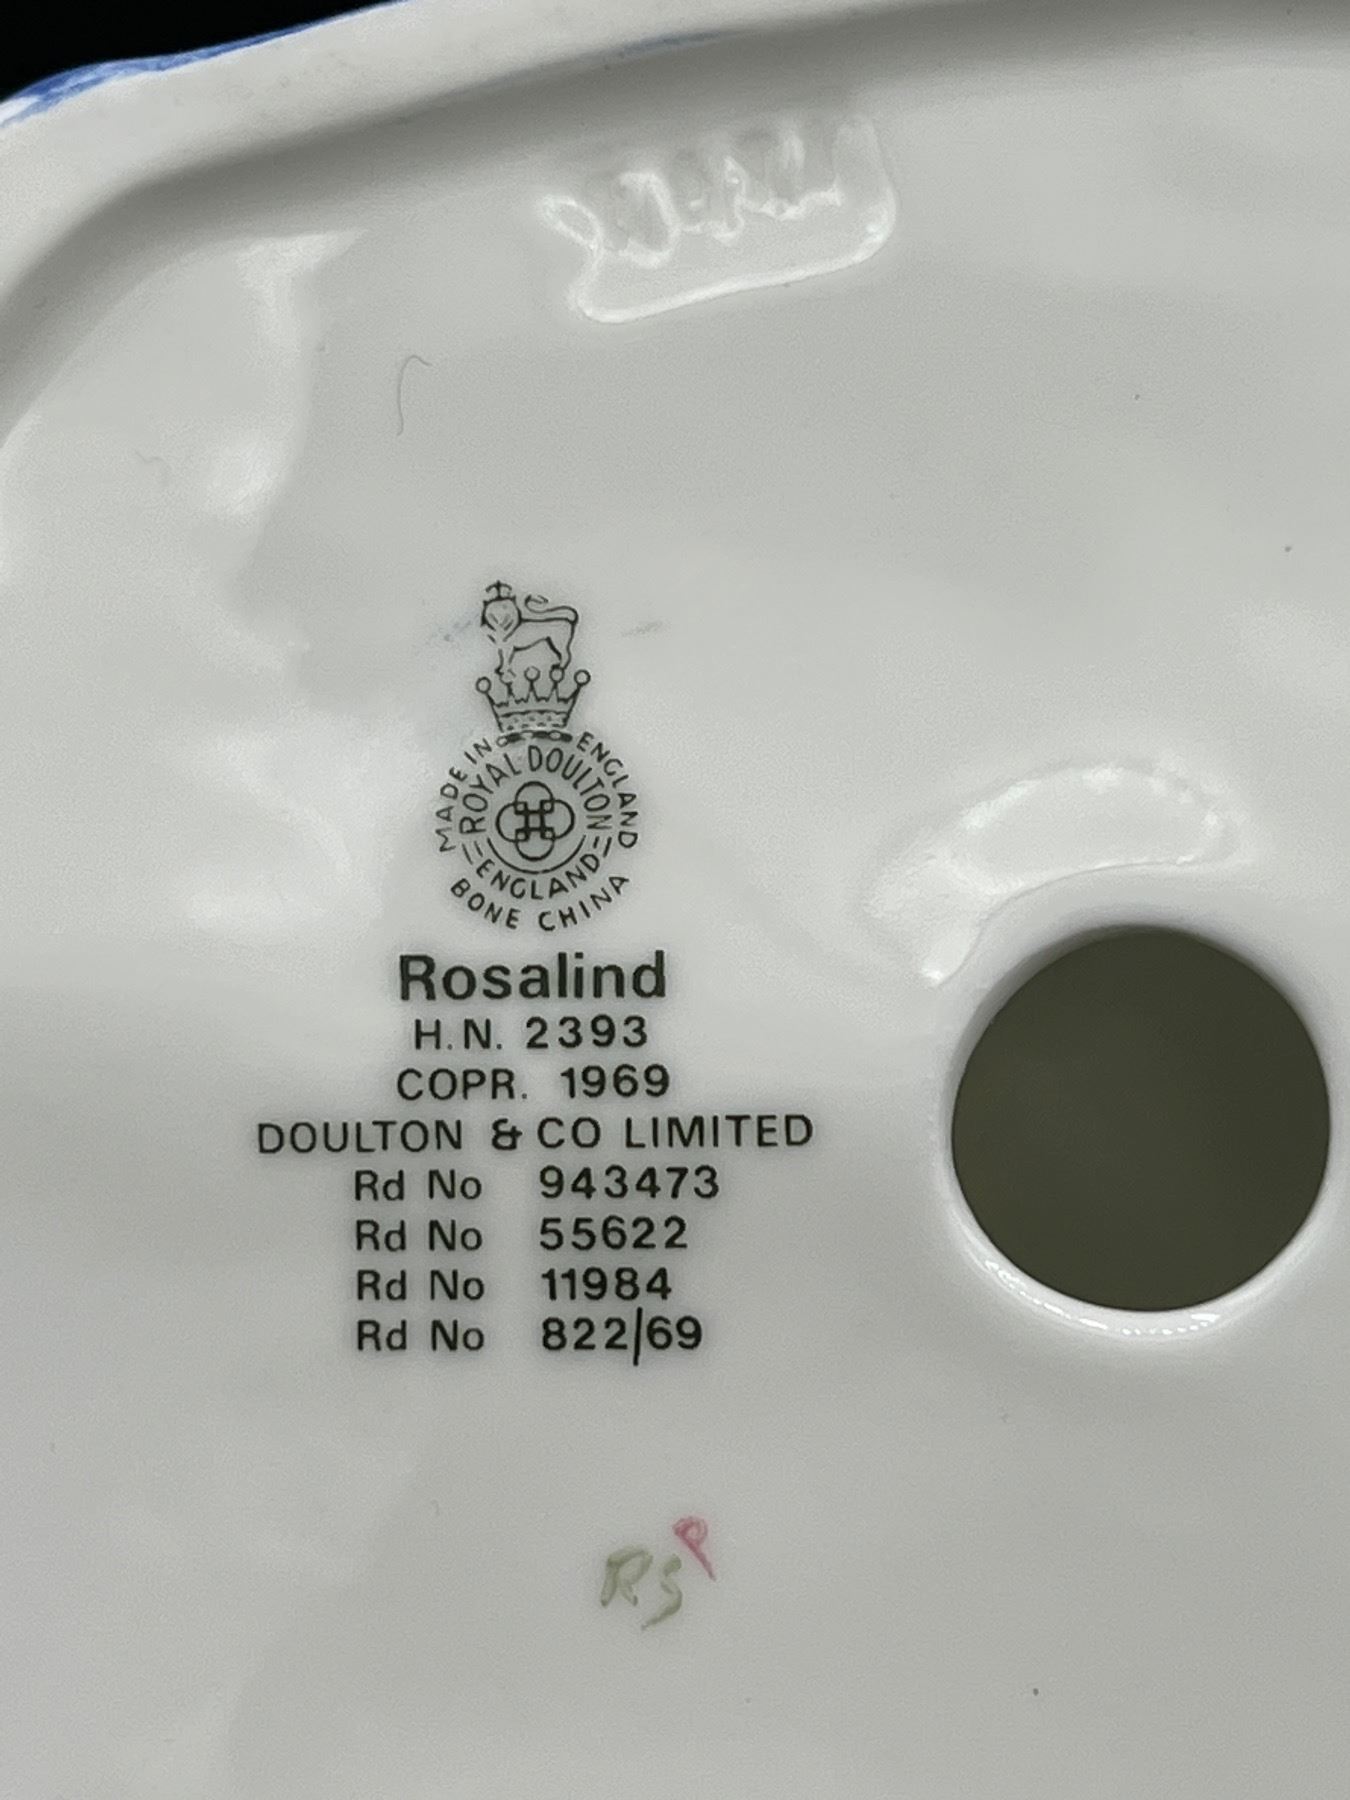 MADE IN ENGLAND
ROYAL DOULTON
ENGLAND
BONE CHINA
Rosalind
H.N. 2393
COPR. 1969
DOULTON & CO LIMITED
Rd No 943473
Rd No 55622
Rd No 11984
Rd No 822/69
RS P